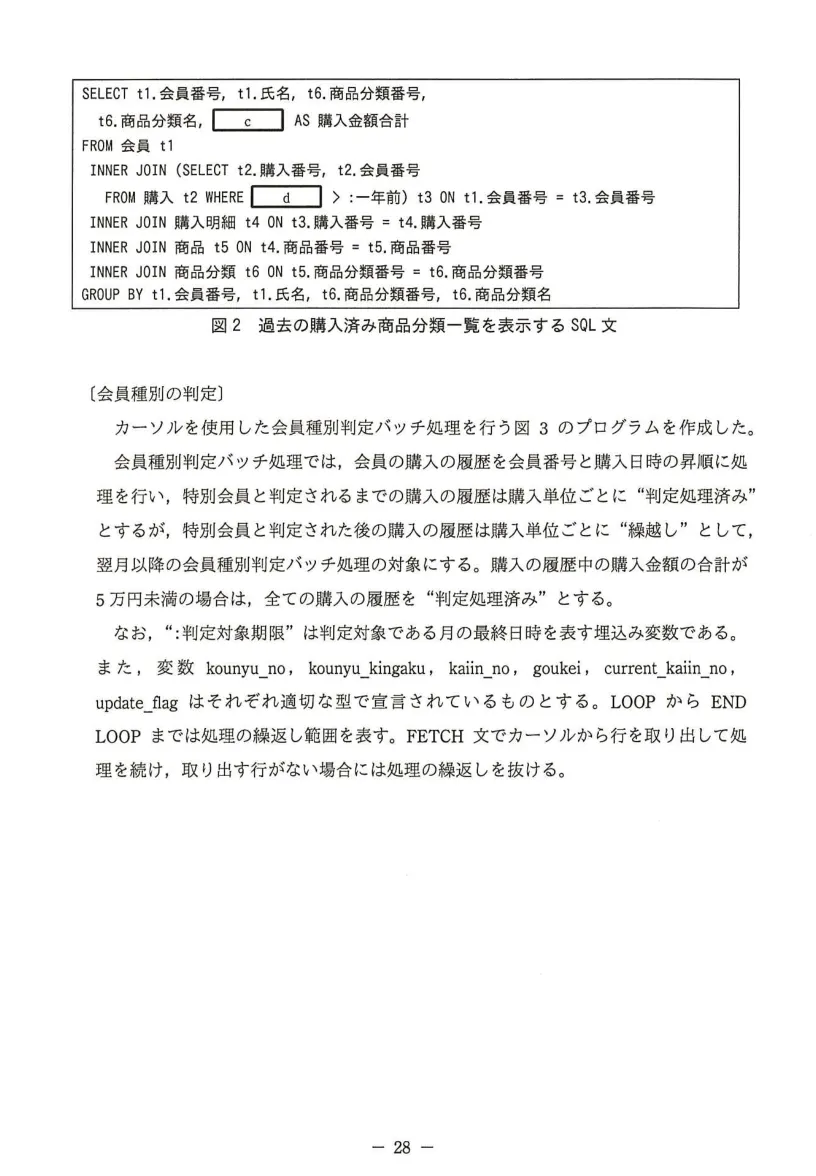 SELECT t1.会員番号, t1.氏名, t6.商品分類番号,
t6.商品分類名, c AS 購入金額合計
FROM 会員 t1
INNER JOIN (SELECT t2.購入番号, t2.会員番号
FROM 購入 t2 WHERE d > :一年前) t3 ON t1.会員番号 = t3.会員番号
INNER JOIN 購入明細 t4 ON t3.購入番号 = t4.購入番号
INNER JOIN 商品 t5 ON t4.商品番号 = t5.商品番号
INNER JOIN 商品分類 t6 ON t5.商品分類番号 = t6.商品分類番号
GROUP BY t1.会員番号, t1.氏名, t6.商品分類番号, t6.商品分類名
図2 過去の購入済み商品分類一覧を表示する SQL 文
〔会員種別の判定〕
カーソルを使用した会員種別判定バッチ処理を行う図 3 のプログラムを作成した。
会員種別判定バッチ処理では，会員の購入の履歴を会員番号と購入日時の昇順に処
理を行い，特別会員と判定されるまでの購入の履歴は購入単位ごとに“判定処理済み”
とするが，特別会員と判定された後の購入の履歴は購入単位ごとに“繰越し”として，
翌月以降の会員種別判定バッチ処理の対象にする。購入の履歴中の購入金額の合計が
5万円未満の場合は，全ての購入の履歴を“判定処理済み”とする。
なお，“:判定対象期限”は判定対象である月の最終日時を表す埋込み変数である。
また，変数 kounyu_no，kounyu_kingaku，kaiin_no，goukei，current_kaiin_no，
update_flag はそれぞれ適切な型で宣言されているものとする。LOOP から END
LOOP までは処理の繰返し範囲を表す。FETCH 文でカーソルから行を取り出して処
理を続け，取り出す行がない場合には処理の繰返しを抜ける。
－ 28 －